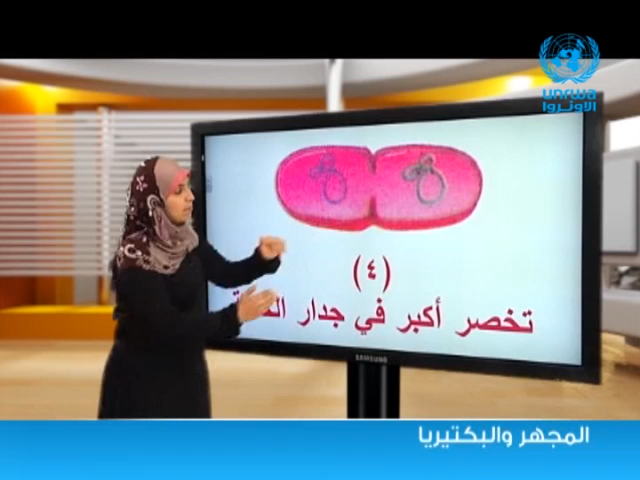 unrwa
الأونروا
(٤)
تخصر أكبر في جدار
SAMSUNG
المجهر والبكتيريا